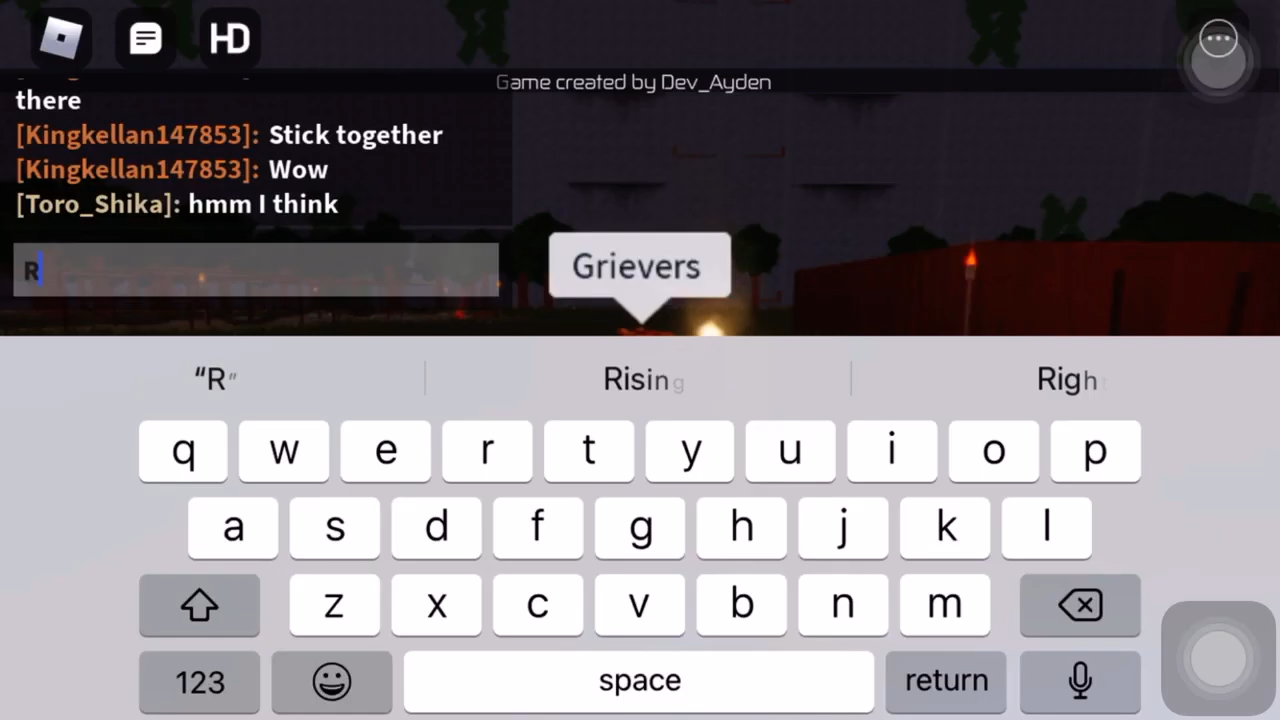 HD
Game created by Dev_Ayden
there
[Kingkellan147853]: Stick together
[Kingkellan147853]: Wow
[Toro_Shika]: hmm I think
R
Grievers
“R” Rising Righ
q w e r t y u i o p
a s d f g h j k l
z x c v b n m
123 space return